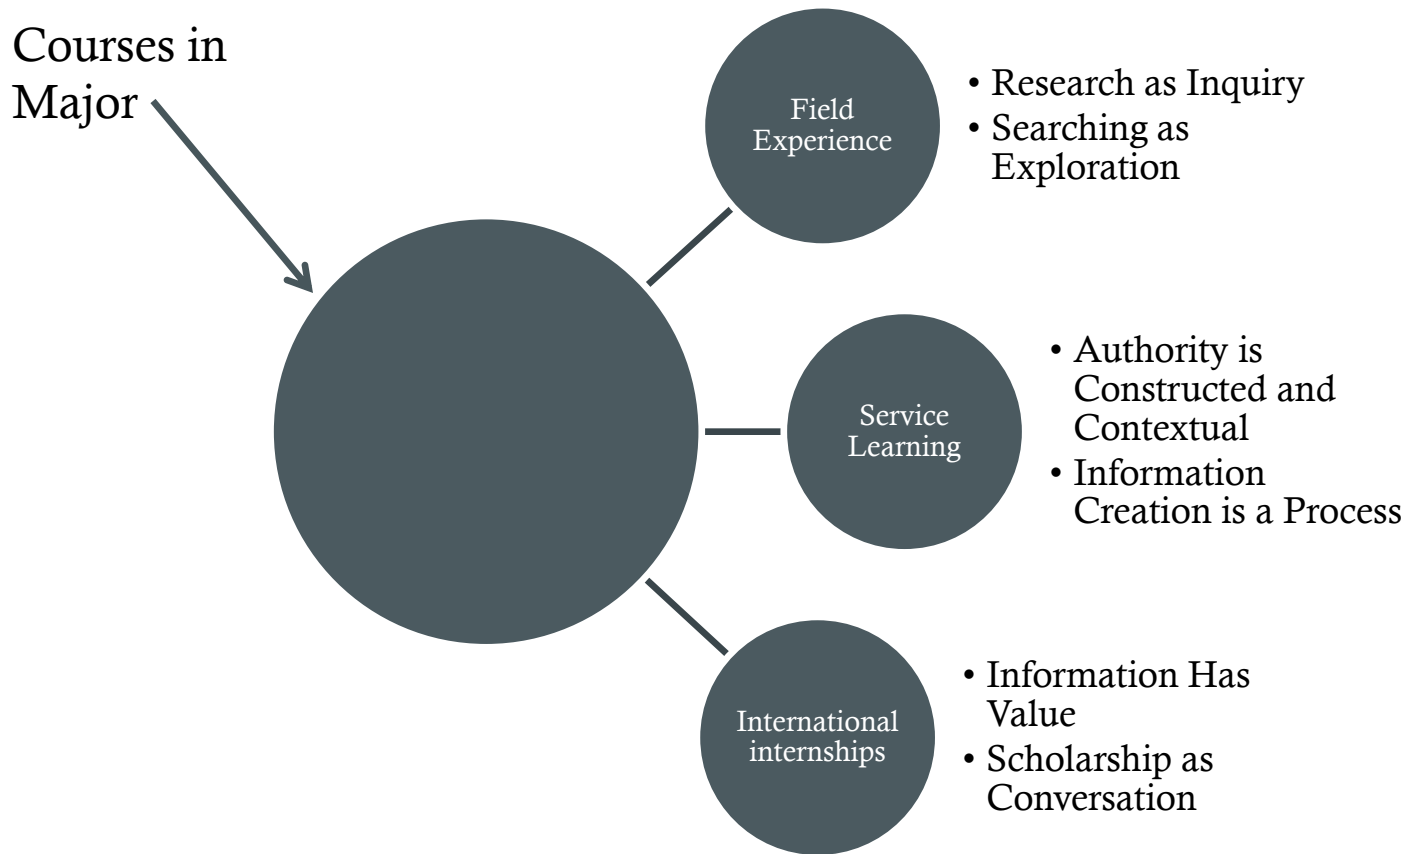 Courses in
Major
Field
Experience
• Research as Inquiry
• Searching as
Exploration
Service
Learning
• Authority is
Constructed and
Contextual
• Information
Creation is a Process
International
internships
• Information Has
Value
• Scholarship as
Conversation